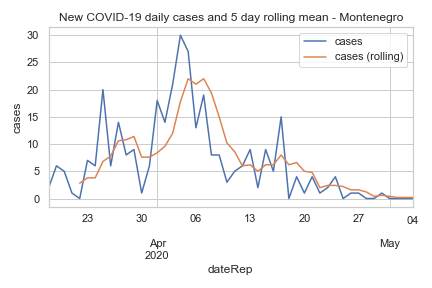 New COVID-19 daily cases and 5 day rolling mean - Montenegro
cases
cases (rolling)
cases
30
25
20
15
10
5
0
23 30 06 13 20 27 04
Apr May
2020
dateRep